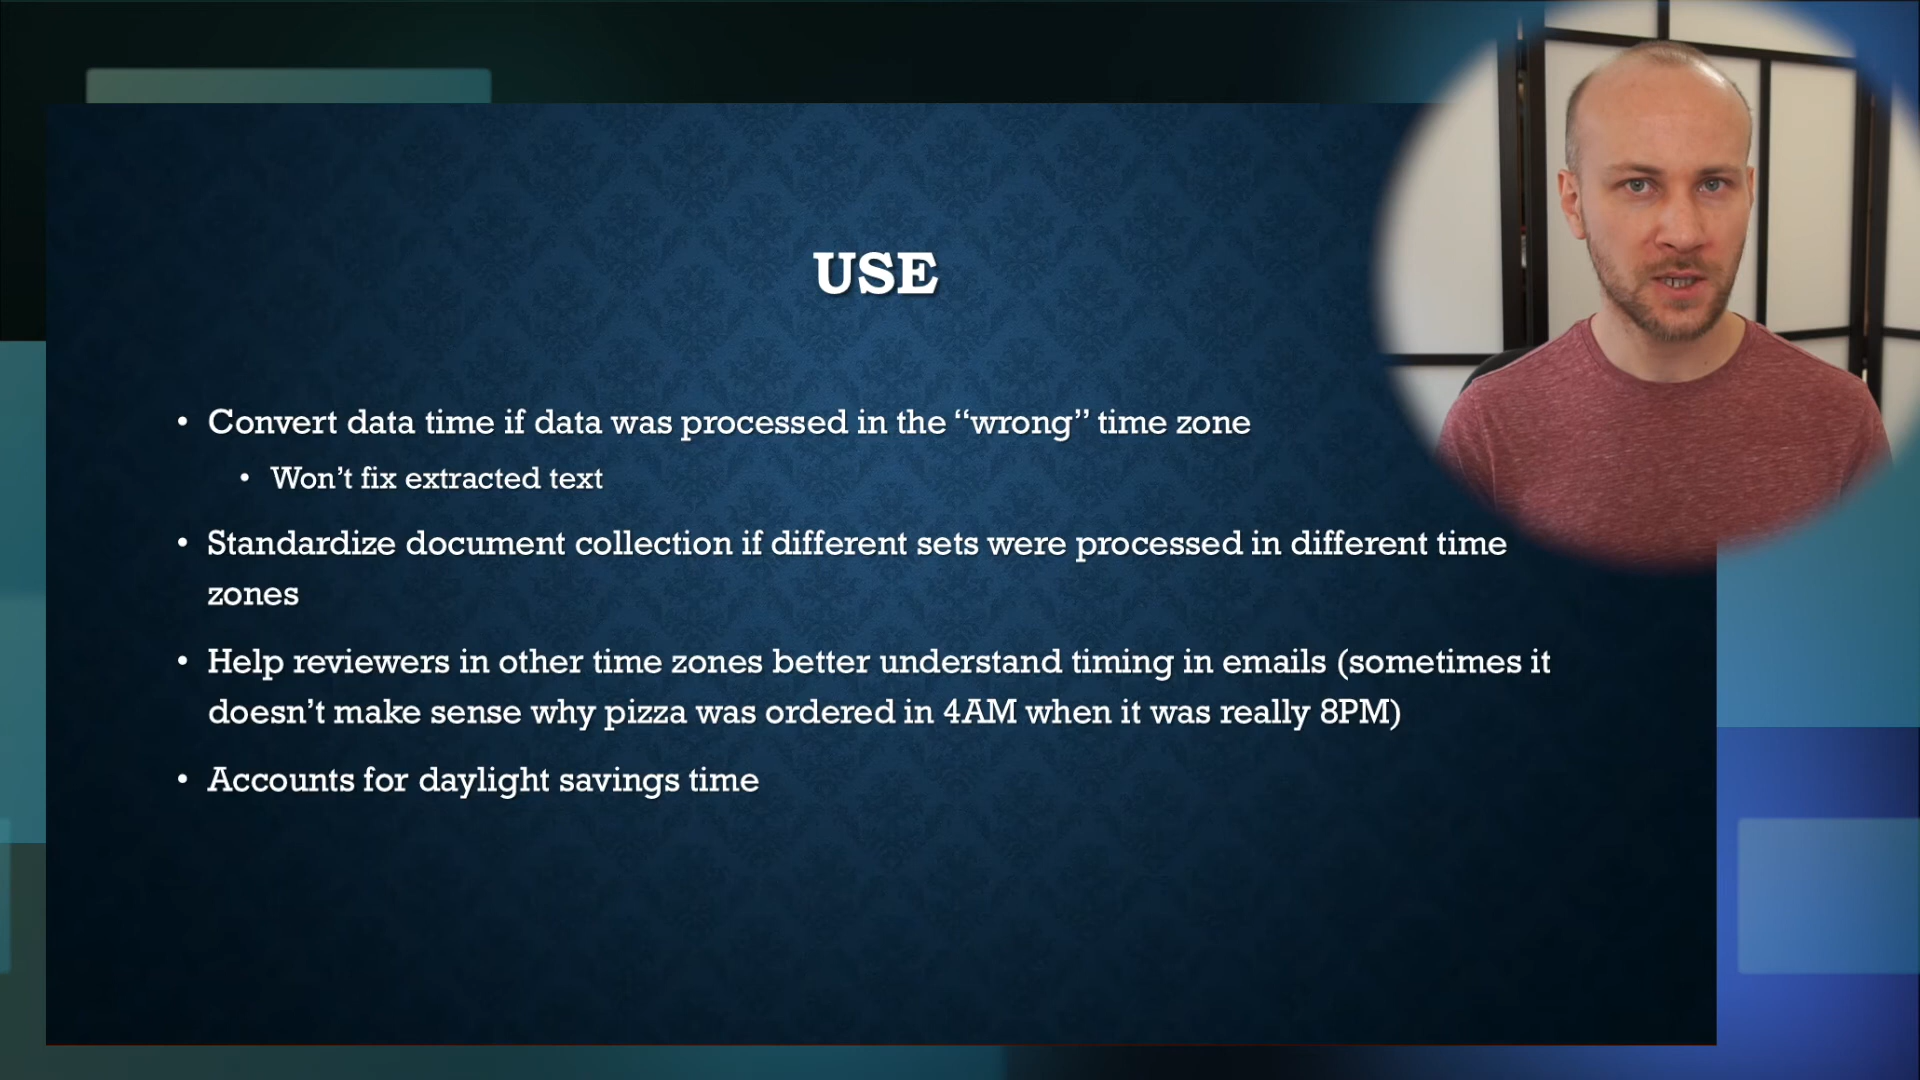 USE
• Convert data time if data was processed in the “wrong” time zone
• Won’t fix extracted text
• Standardize document collection if different sets were processed in different time
zones
• Help reviewers in other time zones better understand timing in emails (sometimes it
doesn’t make sense why pizza was ordered in 4AM when it was really 8PM)
• Accounts for daylight savings time